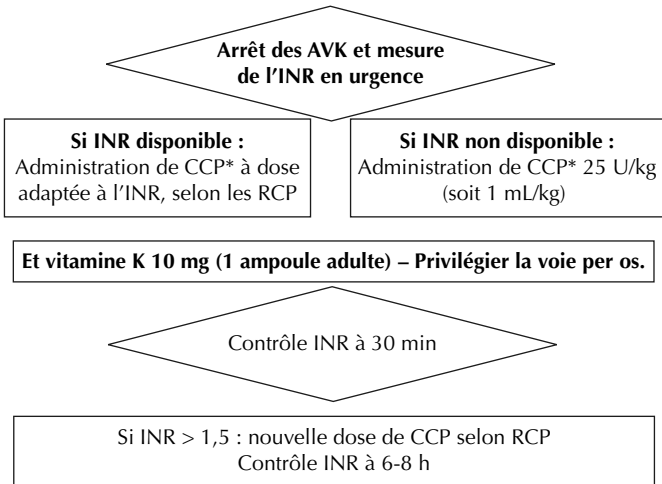 Arrêt des AVK et mesure
de l'INR en urgence
Si INR disponible :
Administration de CCP* à dose
adaptée à l'INR, selon les RCP
Si INR non disponible :
Administration de CCP* 25 U/kg
(soit 1 mL/kg)
Et vitamine K 10 mg (1 ampoule adulte) – Privilégier la voie per os.
Contrôle INR à 30 min
Si INR > 1,5 : nouvelle dose de CCP selon RCP
Contrôle INR à 6-8 h